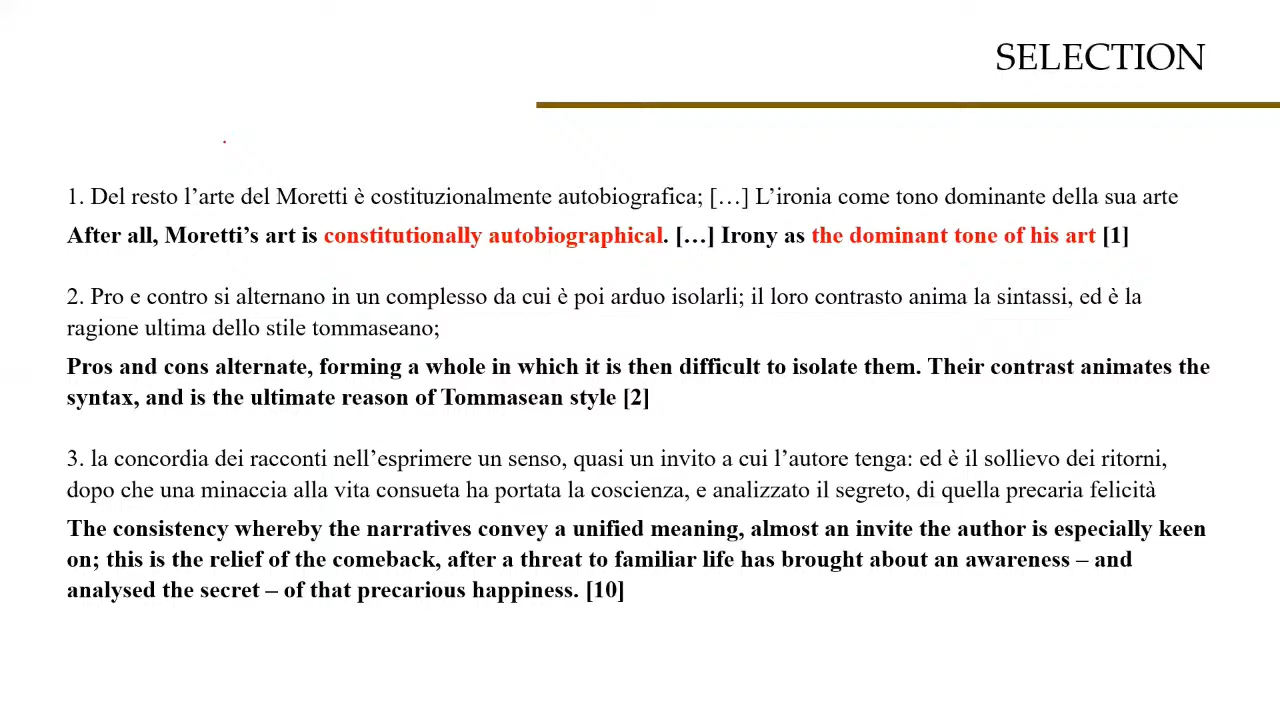 SELECTION
1. Del resto l’arte del Moretti è costituzionalmente autobiografica; […] L’ironia come tono dominante della sua arte
After all, Moretti’s art is constitutionally autobiographical. […] Irony as the dominant tone of his art [1]
2. Pro e contro si alternano in un complesso da cui è poi arduo isolarli; il loro contrasto anima la sintassi, ed è la
ragione ultima dello stile tommaseano;
Pros and cons alternate, forming a whole in which it is then difficult to isolate them. Their contrast animates the
syntax, and is the ultimate reason of Tommasean style [2]
3. la concordia dei racconti nell’esprimere un senso, quasi un invito a cui l’autore tenga: ed è il sollievo dei ritorni,
dopo che una minaccia alla vita consueta ha portata la coscienza, e analizzato il segreto, di quella precaria felicità
The consistency whereby the narratives convey a unified meaning, almost an invite the author is especially keen
on; this is the relief of the comeback, after a threat to familiar life has brought about an awareness – and
analysed the secret – of that precarious happiness. [10]